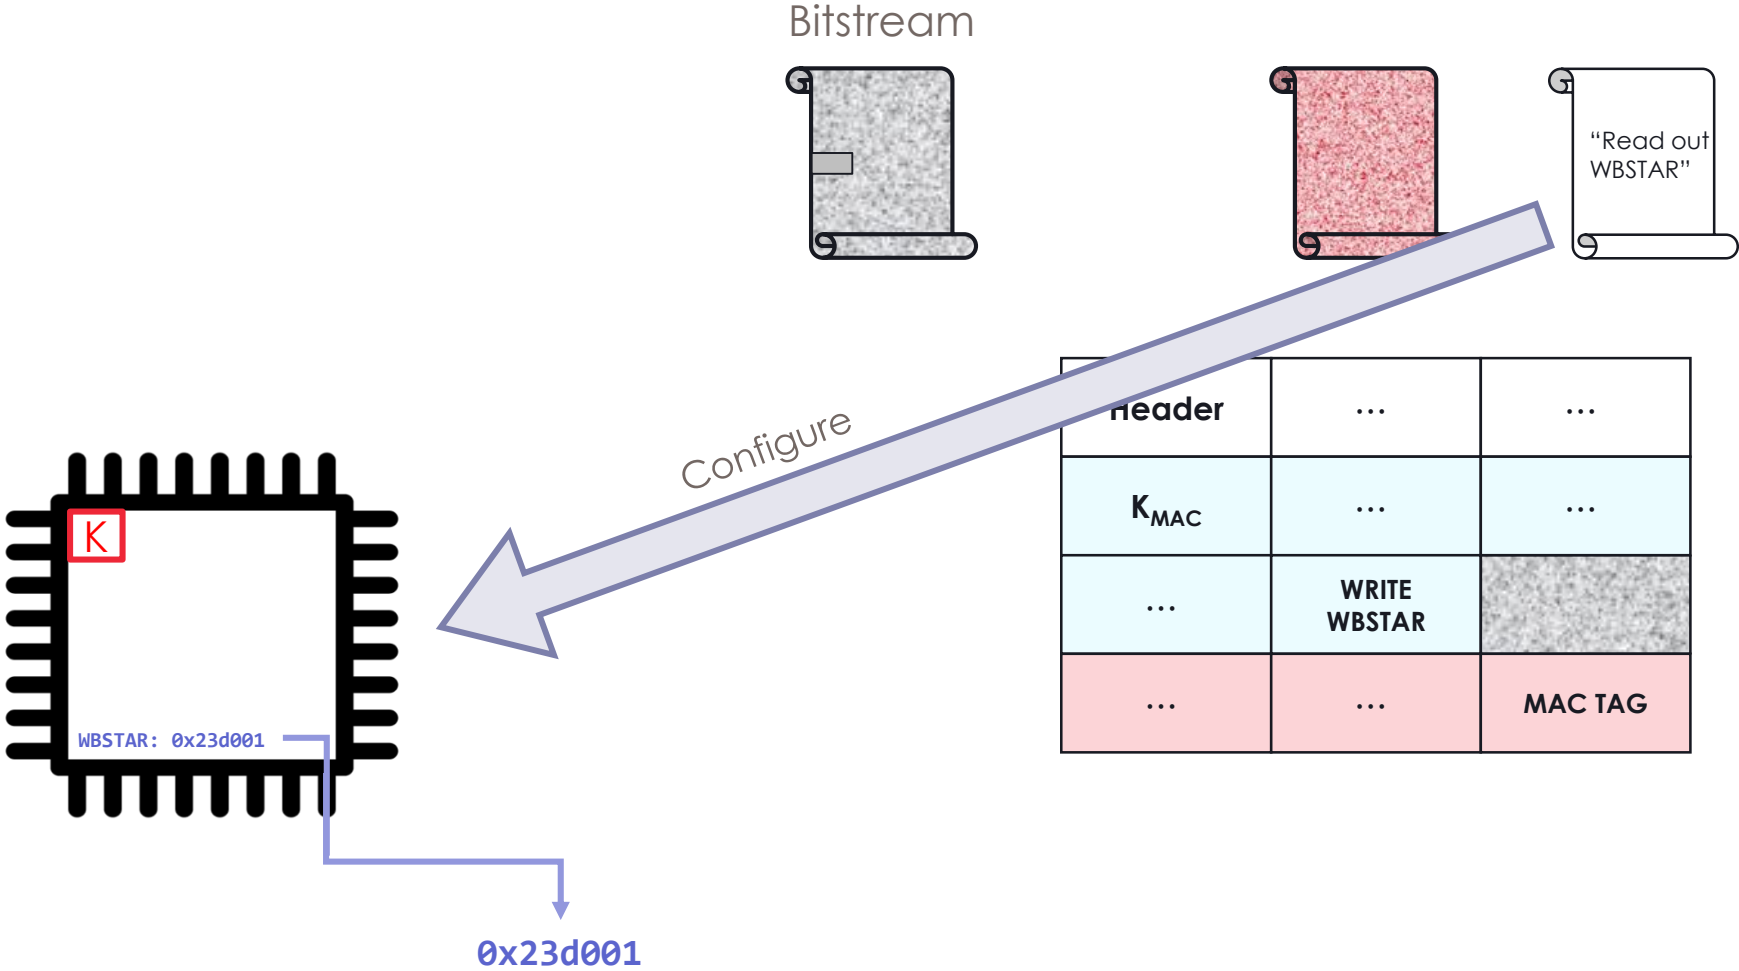 Bitstream
“Read out
WBSTAR”
Configure
Header
...
...
KMAC
...
...
...
WRITE
WBSTAR
...
...
MAC TAG
K
WBSTAR: 0x23d001
0x23d001